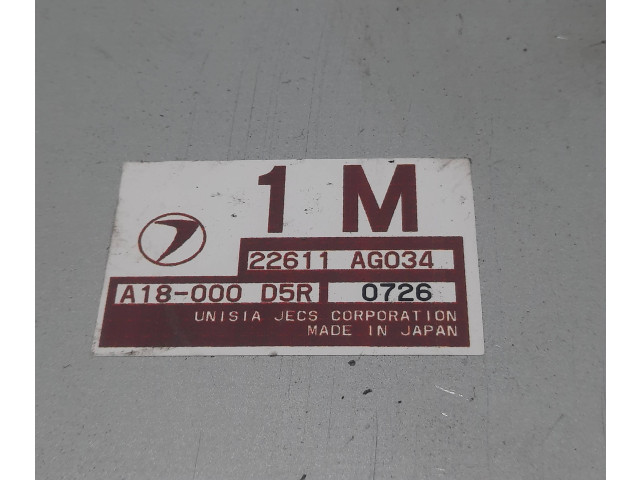 1 M
22611 AG034
A18-000 D5R 0726
UNISIA JECS CORPORATION
MADE IN JAPAN